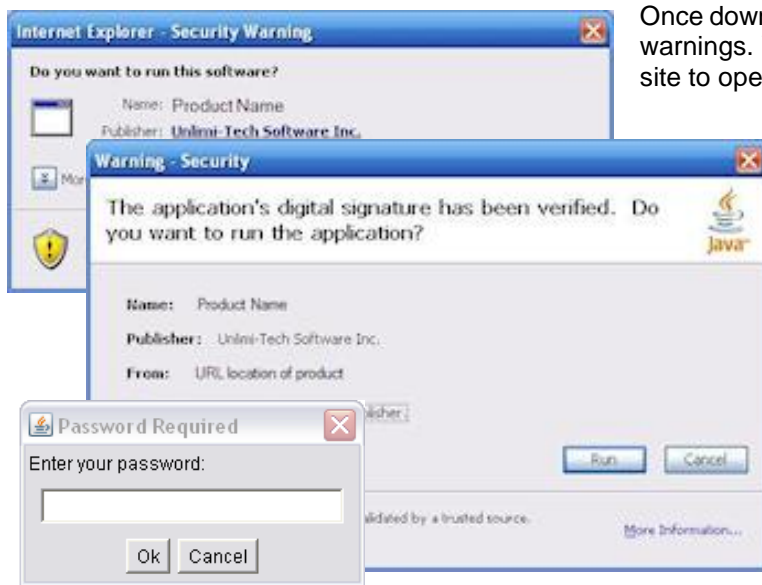 Once down
warnings.
site to ope
Internet Explorer - Security Warning
Do you want to run this software?
Name: Product Name
Publisher: Unlimi-Tech Software Inc.
Mor
Warning - Security
The application's digital signature has been verified. Do
you want to run the application?
Java
Name: Product Name
Publisher: Unlimi-Tech Software Inc.
From: URL location of product
blisher.
Run Cancel
alidated by a trusted source.
More Information...
Password Required
Enter your password:
Ok Cancel